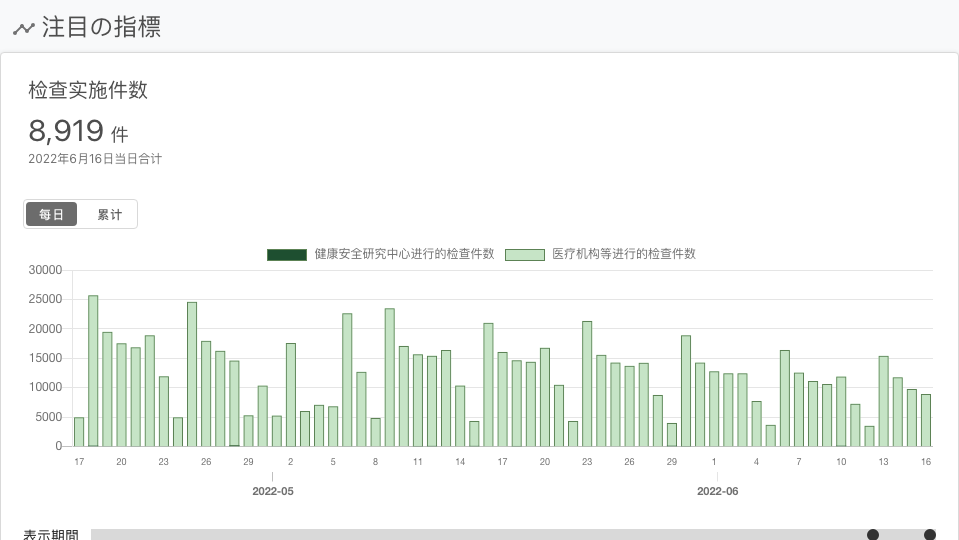 注目の指標
检查实施件数
8,919 件
2022年6月16日当日合计
每日 累计
健康安全研究中心进行的检查件数 医疗机构等进行的检查件数
30000
25000
20000
15000
10000
5000
0
17 20 23 26 29 2 5 8 11 14 17 20 23 26 29 1 4 7 10 13 16
2022-05 2022-06
表示期間